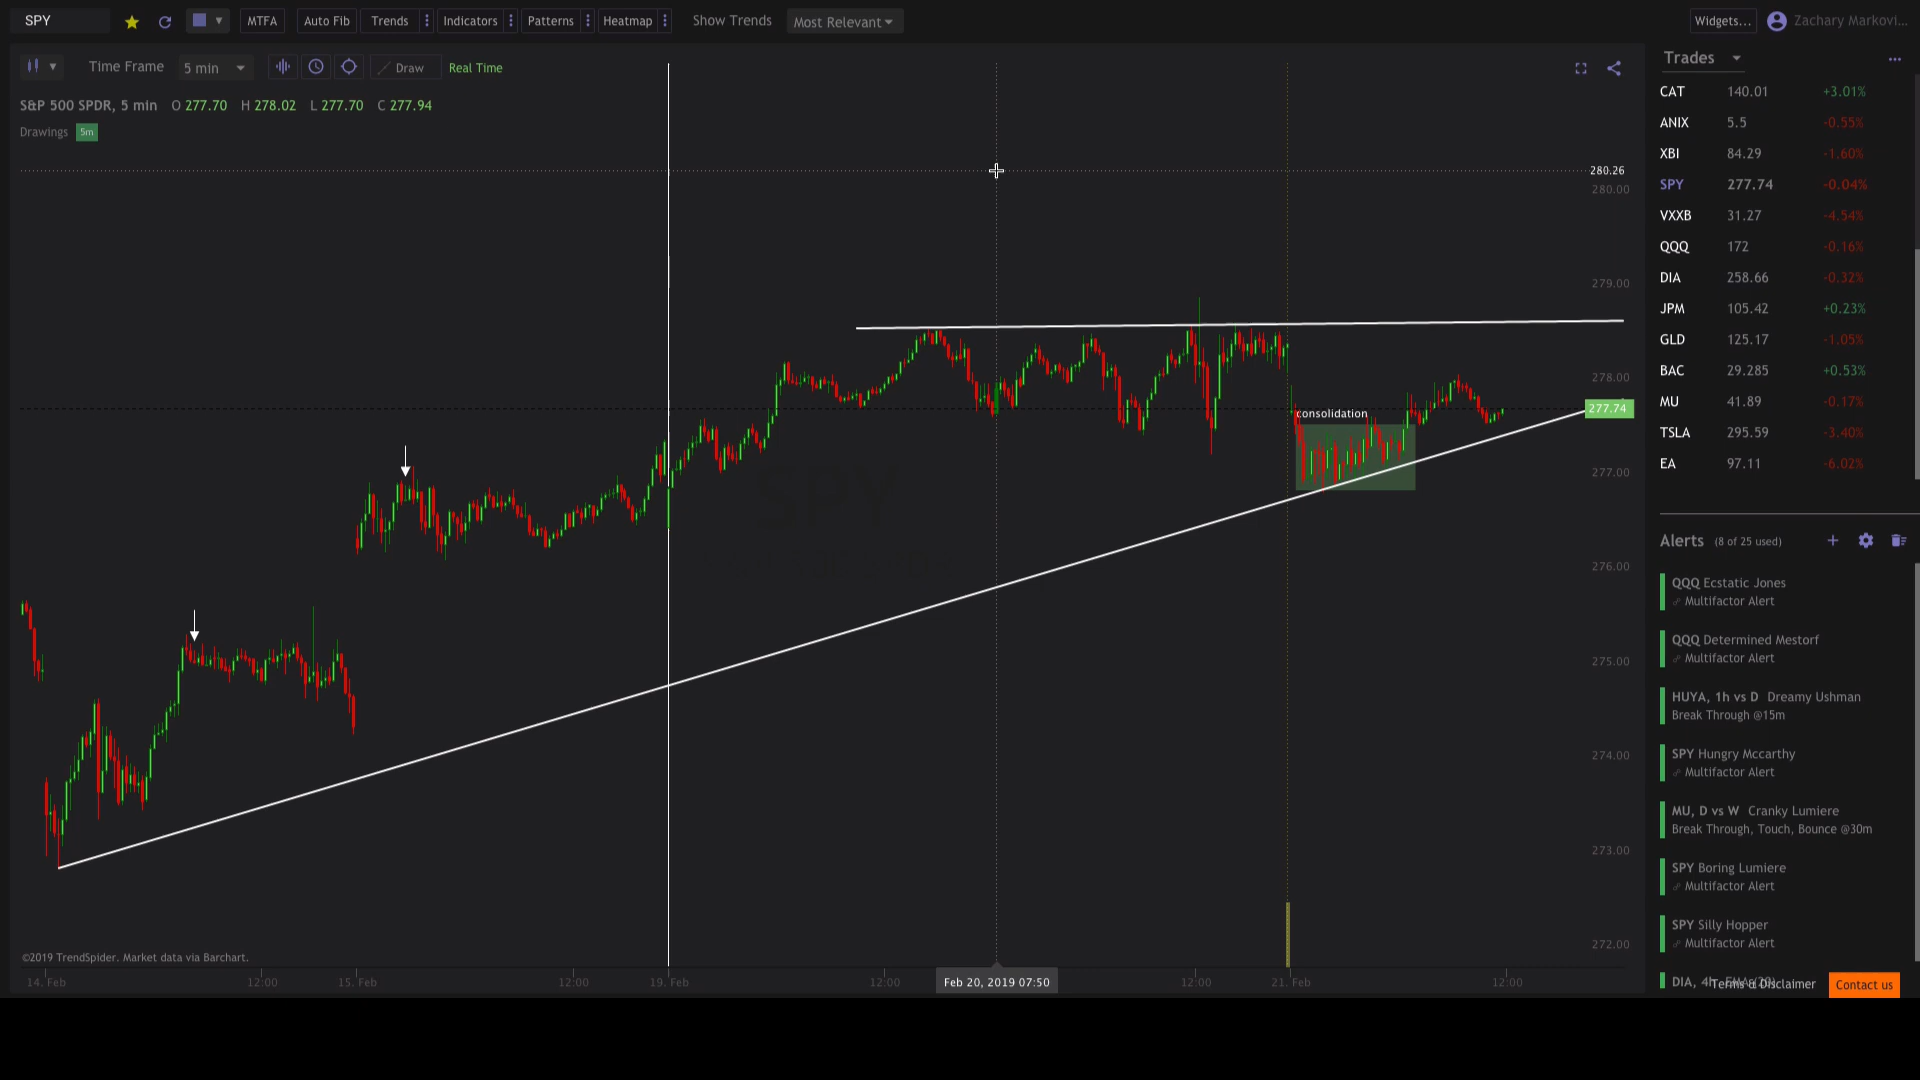 SPY MTFA Auto Fib Trends Indicators Patterns Heatmap Show Trends Most Relevant Widgets... Zachary Markovi...
Time Frame 5 min Draw Real Time
S&P 500 SPDR, 5 min O 277.70 H 278.02 L 277.70 C 277.94
Drawings 5m
280.26
280.00
279.00
278.00
277.74
277.00
276.00
275.00
274.00
273.00
272.00
consolidation
©2019 TrendSpider. Market data via Barchart.
14. Feb 12:00 15. Feb 12:00 19. Feb 12:00 Feb 20, 2019 07:50 12:00 21. Feb 12:00
Trades
CAT 140.01 +3.01%
ANIX 5.5 -0.55%
XBI 84.29 -1.60%
SPY 277.74 -0.04%
VXXB 31.27 -4.54%
QQQ 172 -0.16%
DIA 258.66 -0.32%
JPM 105.42 +0.23%
GLD 125.17 -1.05%
BAC 29.285 +0.53%
MU 41.89 -0.17%
TSLA 295.59 -3.40%
EA 97.11 -6.02%
Alerts (8 of 25 used)
QQQ Ecstatic Jones
Multifactor Alert
QQQ Determined Mestorf
Multifactor Alert
HUYA, 1h vs D Dreamy Ushman
Break Through @15m
SPY Hungry Mccarthy
Multifactor Alert
MU, D vs W Cranky Lumiere
Break Through, Touch, Bounce @30m
SPY Boring Lumiere
Multifactor Alert
SPY Silly Hopper
Multifactor Alert
DIA, 4h
Terms & Disclaimer
Contact us